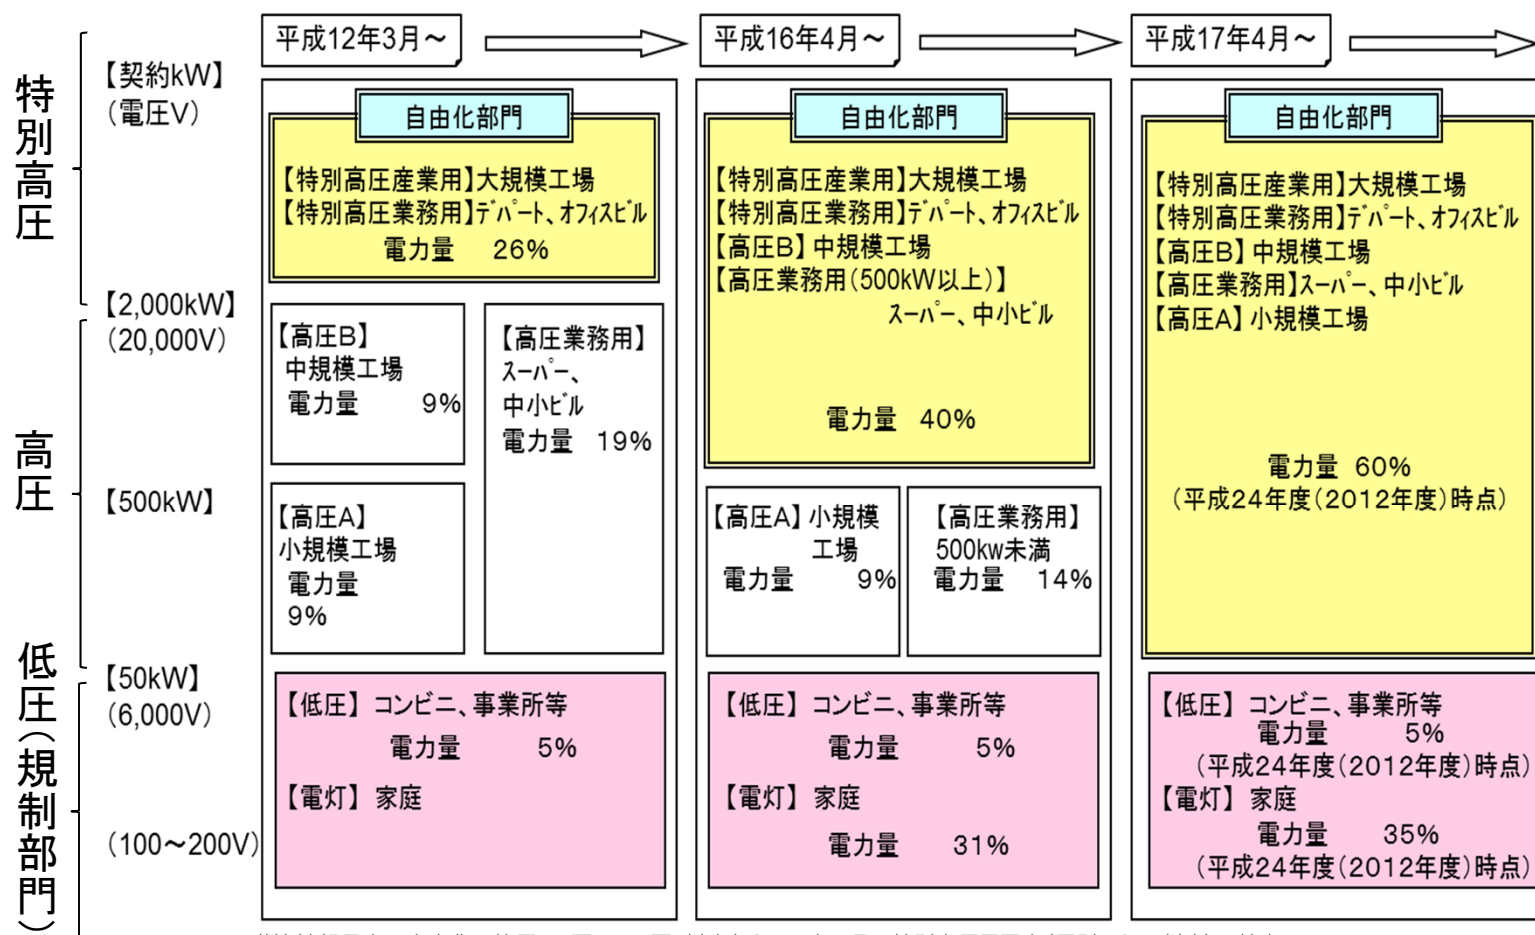 特別高圧
高圧
低圧(規制部門)
【契約kW】
(電圧V)
【2,000kW】
(20,000V)
【500kW】
【50kW】
(6,000V)
(100～200V)
平成12年3月～
自由化部門
【特別高圧産業用】大規模工場
【特別高圧業務用】ﾃﾞﾊﾟｰﾄ、ｵﾌｨｽﾋﾞﾙ
電力量 26%
【高圧B】
中規模工場
電力量 9%
【高圧業務用】
ｽｰﾊﾟｰ、
中小ﾋﾞﾙ
電力量 19%
【高圧A】
小規模工場
電力量
9%
【低圧】 コンビニ、事業所等
電力量 5%
【電灯】 家庭
平成16年4月～
自由化部門
【特別高圧産業用】大規模工場
【特別高圧業務用】ﾃﾞﾊﾟｰﾄ、ｵﾌｨｽﾋﾞﾙ
【高圧B】 中規模工場
【高圧業務用(500kW以上)】
ｽｰﾊﾟｰ、中小ﾋﾞﾙ
電力量 40%
【高圧A】 小規模
工場
電力量 9%
【高圧業務用】
500kw未満
電力量 14%
【低圧】 コンビニ、事業所等
電力量 5%
【電灯】 家庭
電力量 31%
平成17年4月～
自由化部門
【特別高圧産業用】大規模工場
【特別高圧業務用】ﾃﾞﾊﾟｰﾄ、ｵﾌｨｽﾋﾞﾙ
【高圧B】 中規模工場
【高圧業務用】ｽｰﾊﾟｰ、中小ﾋﾞﾙ
【高圧A】 小規模工場
電力量 60%
(平成24年度(2012年度)時点)
【低圧】 コンビニ、事業所等
電力量 5%
(平成24年度(2012年度)時点)
【電灯】 家庭
電力量 35%
(平成24年度(2012年度)時点)